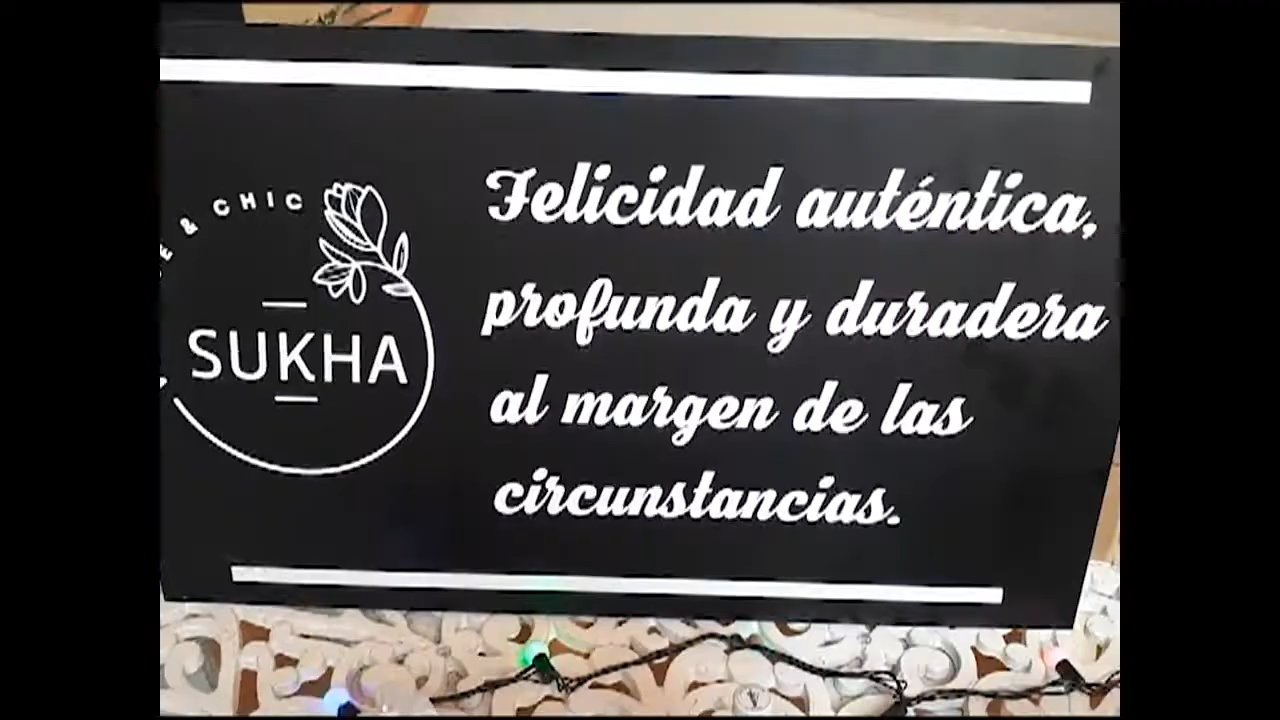 & CHIC
SUKHA
Felicidad auténtica,
profunda y duradera
al margen de las
circunstancias.